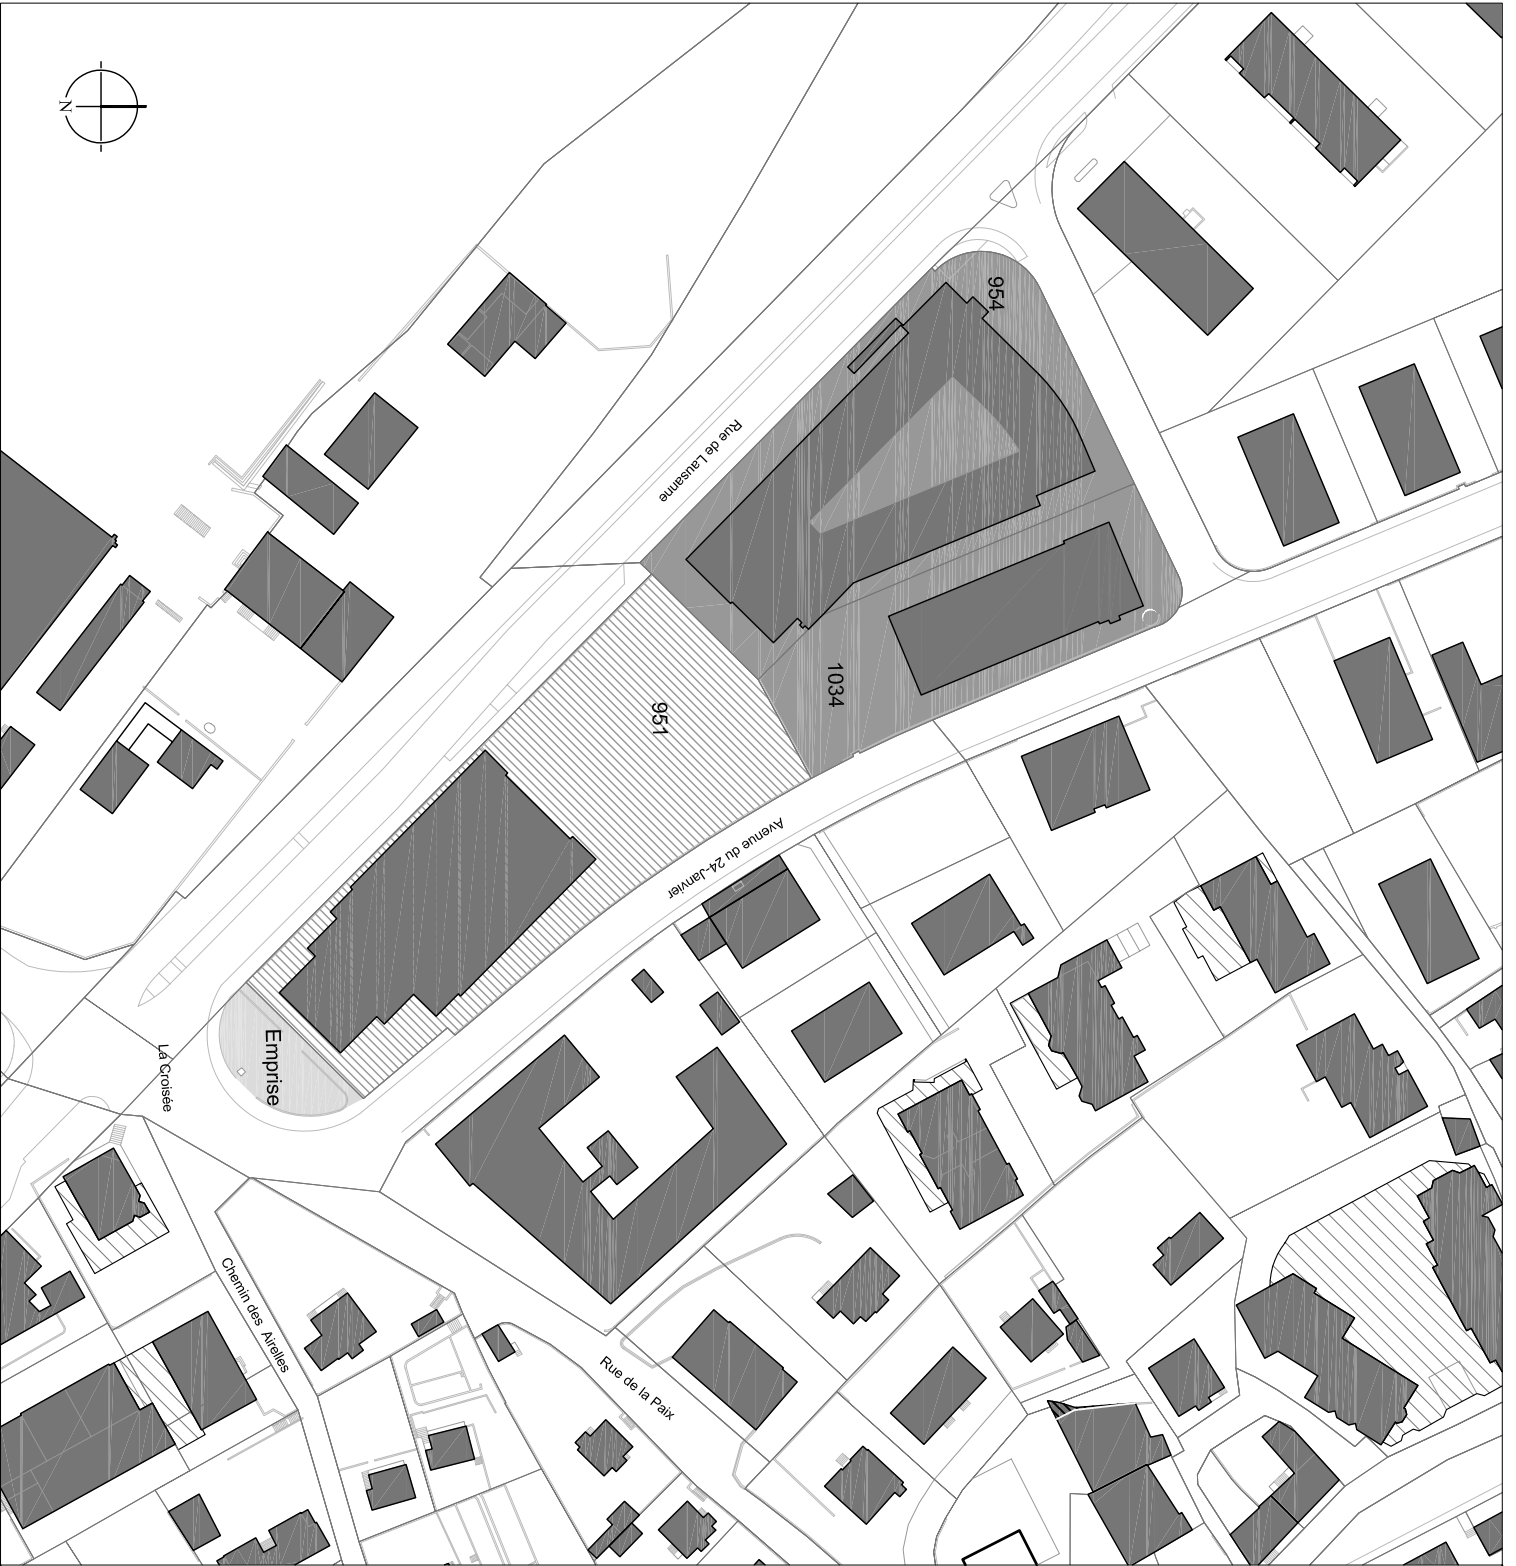 N
954
Rue de Lausanne
1034
951
Avenue du 24-Janvier
Emprise
La Croisée
Chemin des Airelles
Rue de la Paix